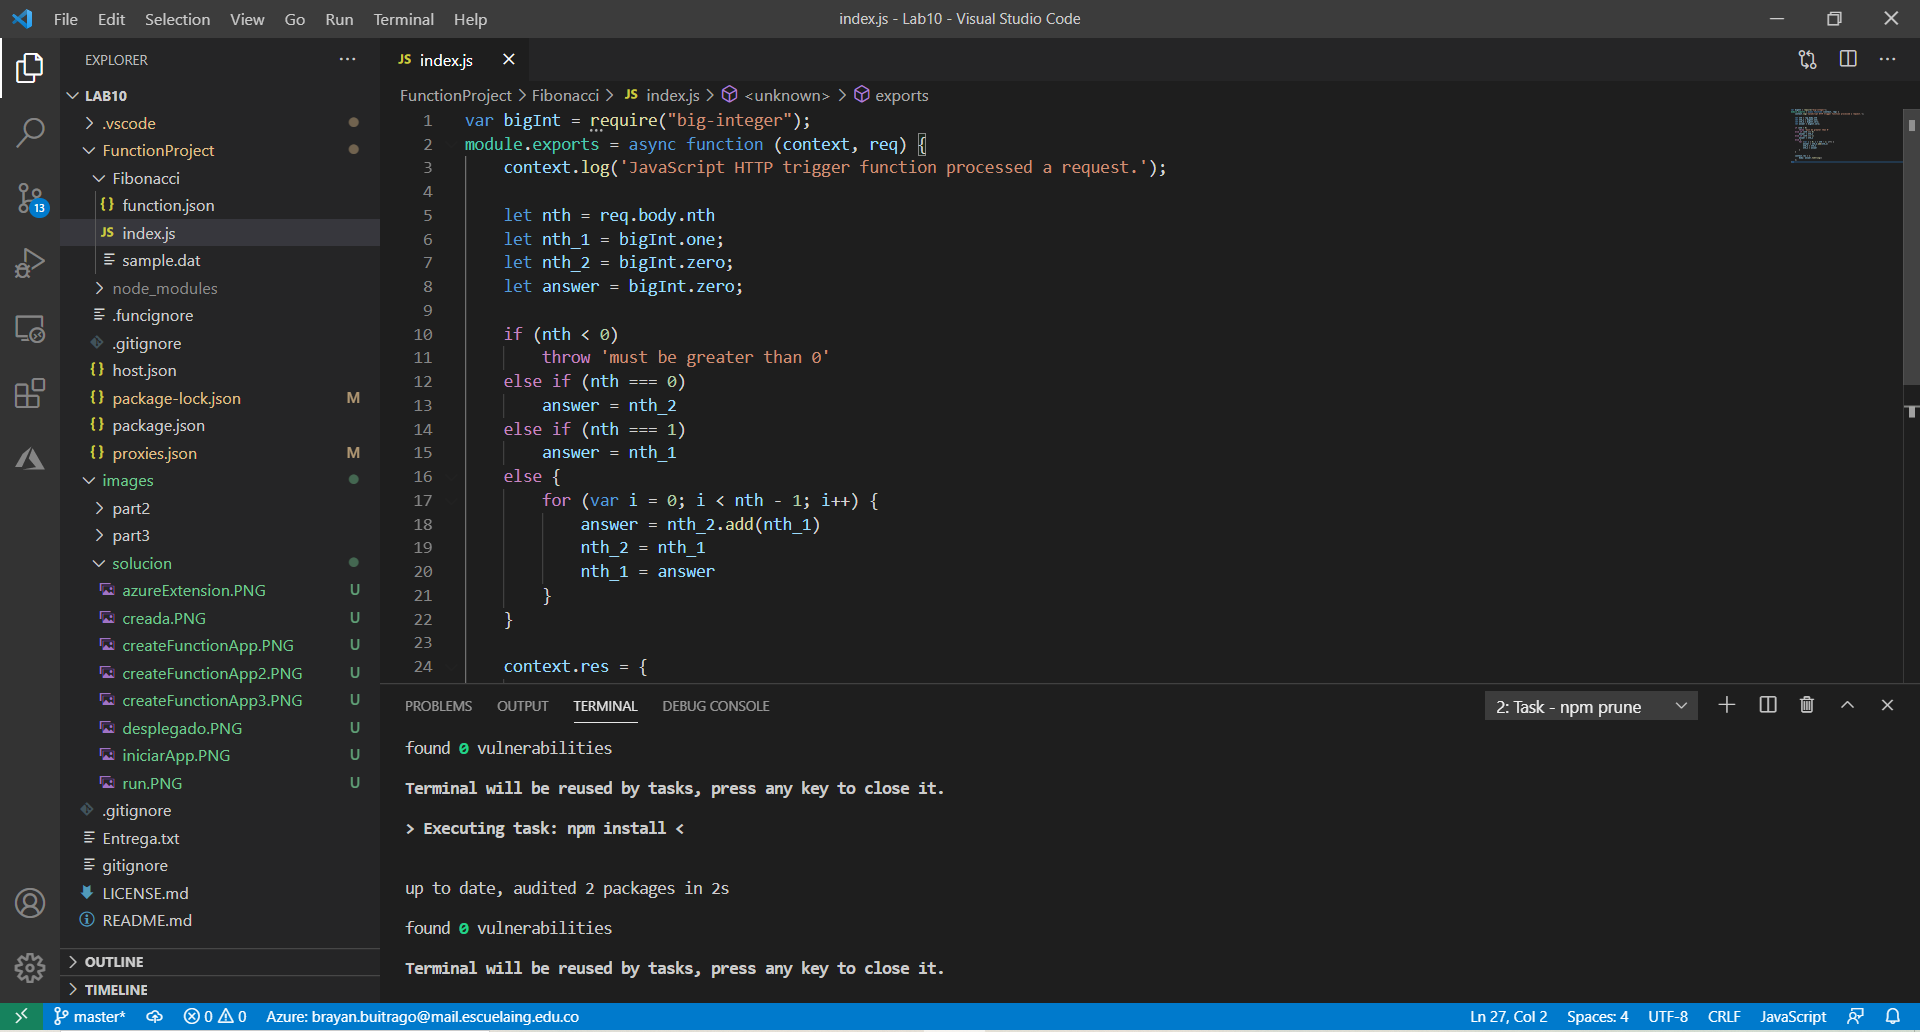 File Edit Selection View Go Run Terminal Help
index.js - Lab10 - Visual Studio Code
EXPLORER
LAB10
.vscode
FunctionProject
Fibonacci
{} function.json
JS index.js
sample.dat
node_modules
.funcignore
.gitignore
{} host.json
{} package-lock.json M
{} package.json
{} proxies.json M
images
part2
part3
solucion
azureExtension.PNG U
creada.PNG U
createFunctionApp.PNG U
createFunctionApp2.PNG U
createFunctionApp3.PNG U
desplegado.PNG U
iniciarApp.PNG U
run.PNG U
.gitignore
Entrega.txt
gitignore
LICENSE.md
README.md
OUTLINE
TIMELINE
13
JS index.js
FunctionProject > Fibonacci > JS index.js > <unknown> > exports
1 var bigInt = require("big-integer");
2 module.exports = async function (context, req) {
3 context.log('JavaScript HTTP trigger function processed a request.');
4
5 let nth = req.body.nth
6 let nth_1 = bigInt.one;
7 let nth_2 = bigInt.zero;
8 let answer = bigInt.zero;
9
10 if (nth < 0)
11 throw 'must be greater than 0'
12 else if (nth === 0)
13 answer = nth_2
14 else if (nth === 1)
15 answer = nth_1
16 else {
17 for (var i = 0; i < nth - 1; i++) {
18 answer = nth_2.add(nth_1)
19 nth_2 = nth_1
20 nth_1 = answer
21 }
22 }
23
24 context.res = {
PROBLEMS OUTPUT TERMINAL DEBUG CONSOLE
2: Task - npm prune
found 0 vulnerabilities
Terminal will be reused by tasks, press any key to close it.
> Executing task: npm install <
up to date, audited 2 packages in 2s
found 0 vulnerabilities
Terminal will be reused by tasks, press any key to close it.
master* 0 0 Azure: brayan.buitrago@mail.escuelaing.edu.co
Ln 27, Col 2 Spaces: 4 UTF-8 CRLF JavaScript